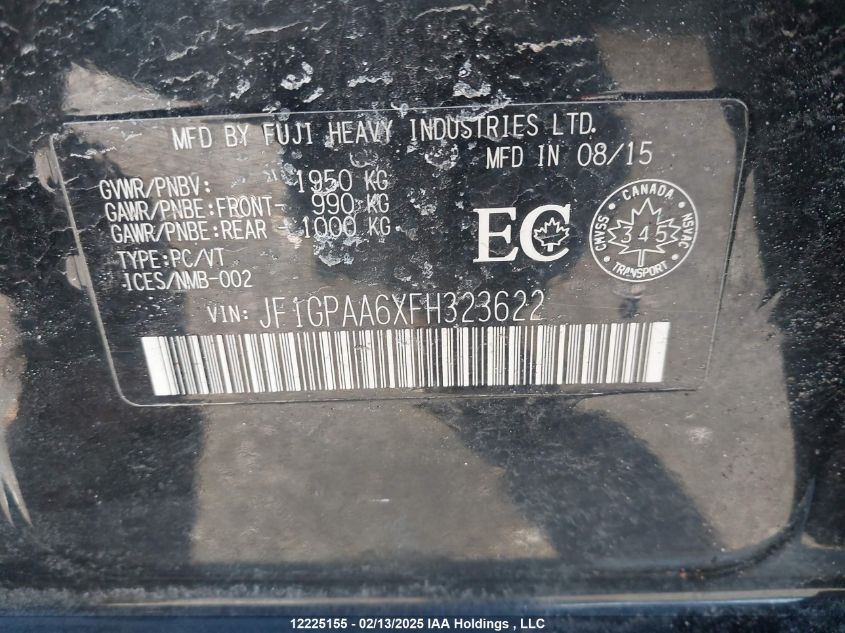 MFD BY FUJI HEAVY INDUSTRIES LTD.
MFD IN 08/15
GVWR/PNBV: 1950 KG
GAWR/PNBE:FRONT- 990 KG
GAWR/PNBE:REAR - 1000 KG
TYPE:PC/VT
ICES/NMB-002
EC
CANADA
CMVSS 345 NSVAC
TRANSPORT
VIN: JF1GPAA6XFH323622
12225155 - 02/13/2025 IAA Holdings , LLC